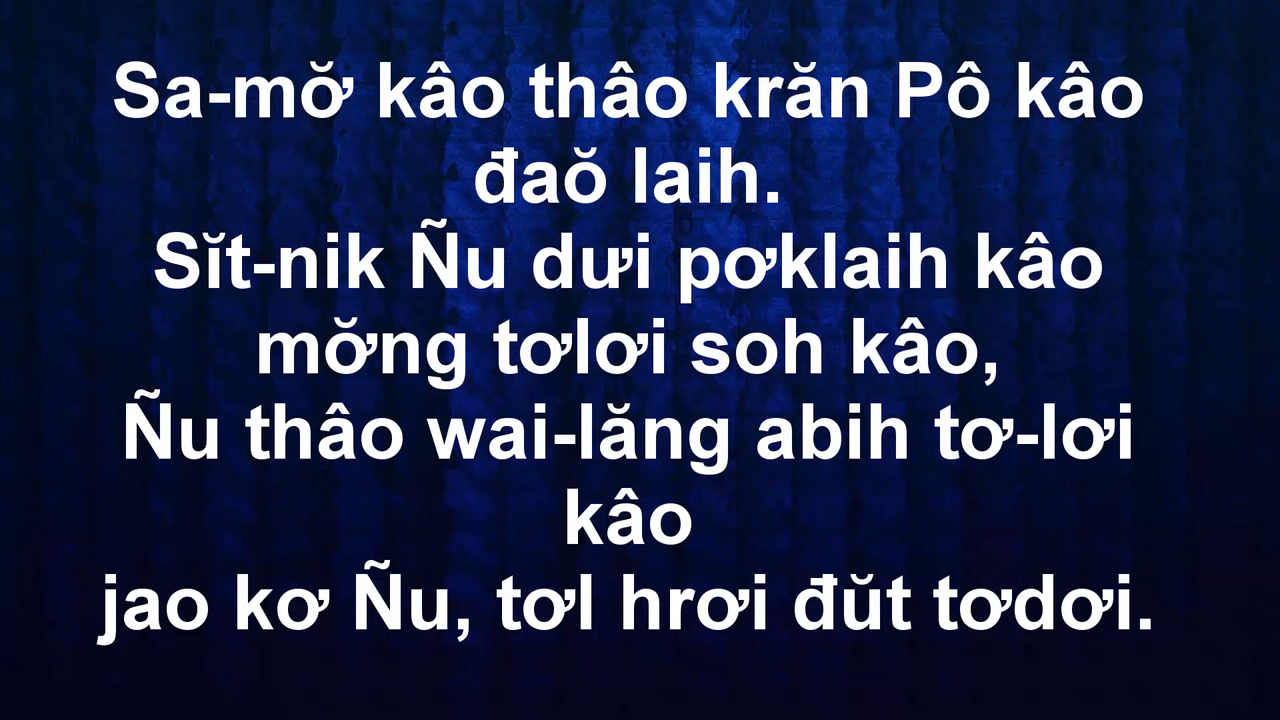 Sa-mơ̆ kâo thâo krăn Pô kâo
đaŏ laih.
Sĭt-nik Ñu dưi pơklaih kâo
mơ̆ng tơlơi soh kâo,
Ñu thâo wai-lăng abih tơ-lơi
kâo
jao kơ Ñu, tơl hrơi đŭt tơdơi.